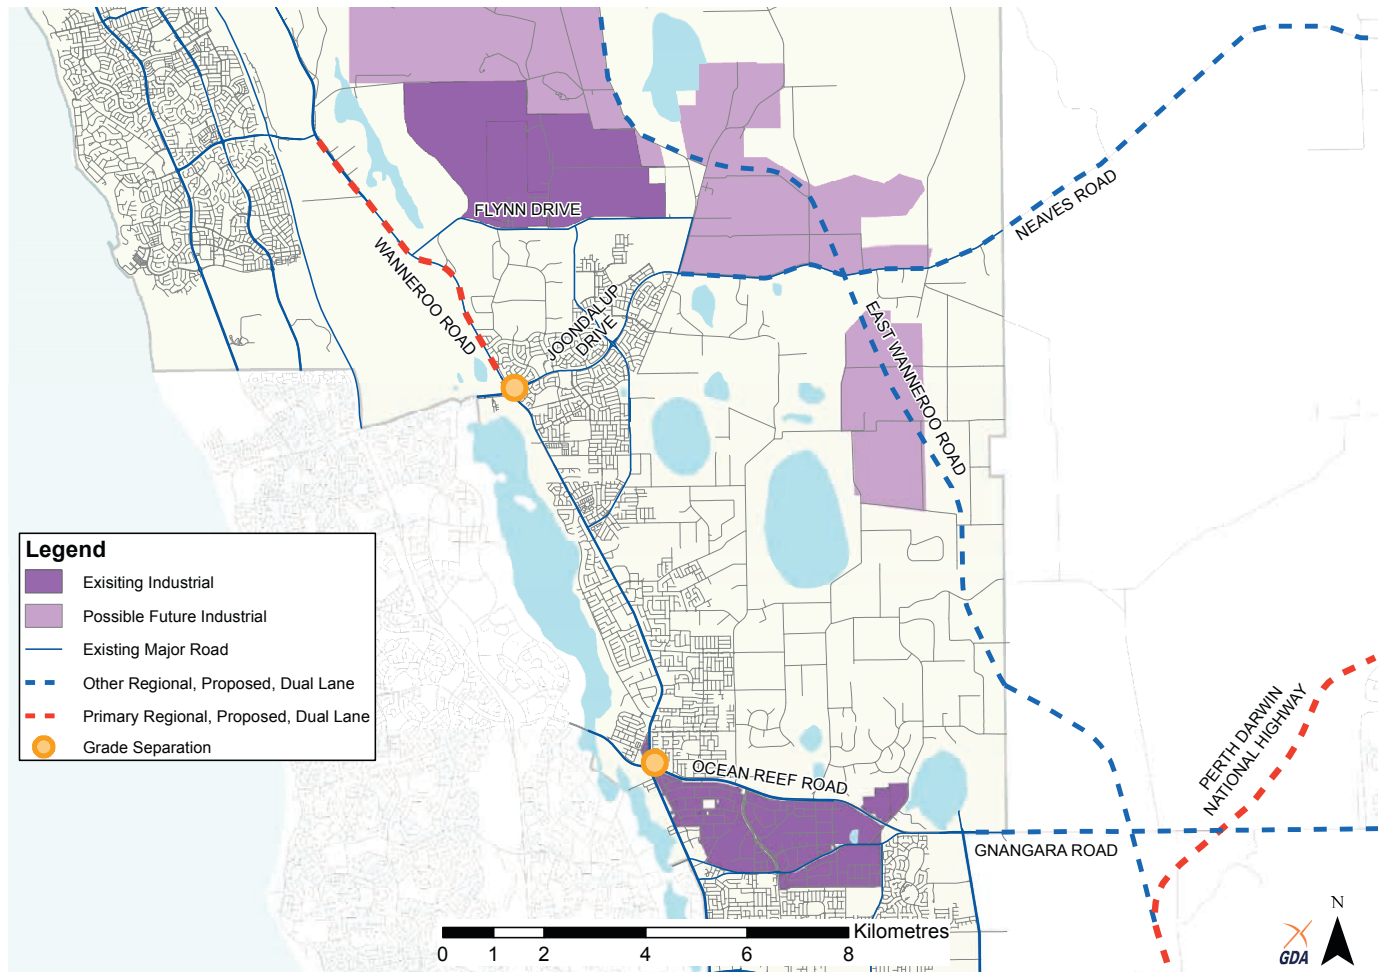 FLYNN DRIVE
NEAVES ROAD
WANNEROO ROAD
JOONDALUP
DRIVE
EAST WANNEROO ROAD
Legend
Exisiting Industrial
Possible Future Industrial
Existing Major Road
Other Regional, Proposed, Dual Lane
Primary Regional, Proposed, Dual Lane
Grade Separation
PERTH DARWIN
NATIONAL HIGHWAY
OCEAN REEF ROAD
GNANGARA ROAD
Kilometres
0 1 2 4 6 8
N
GDA